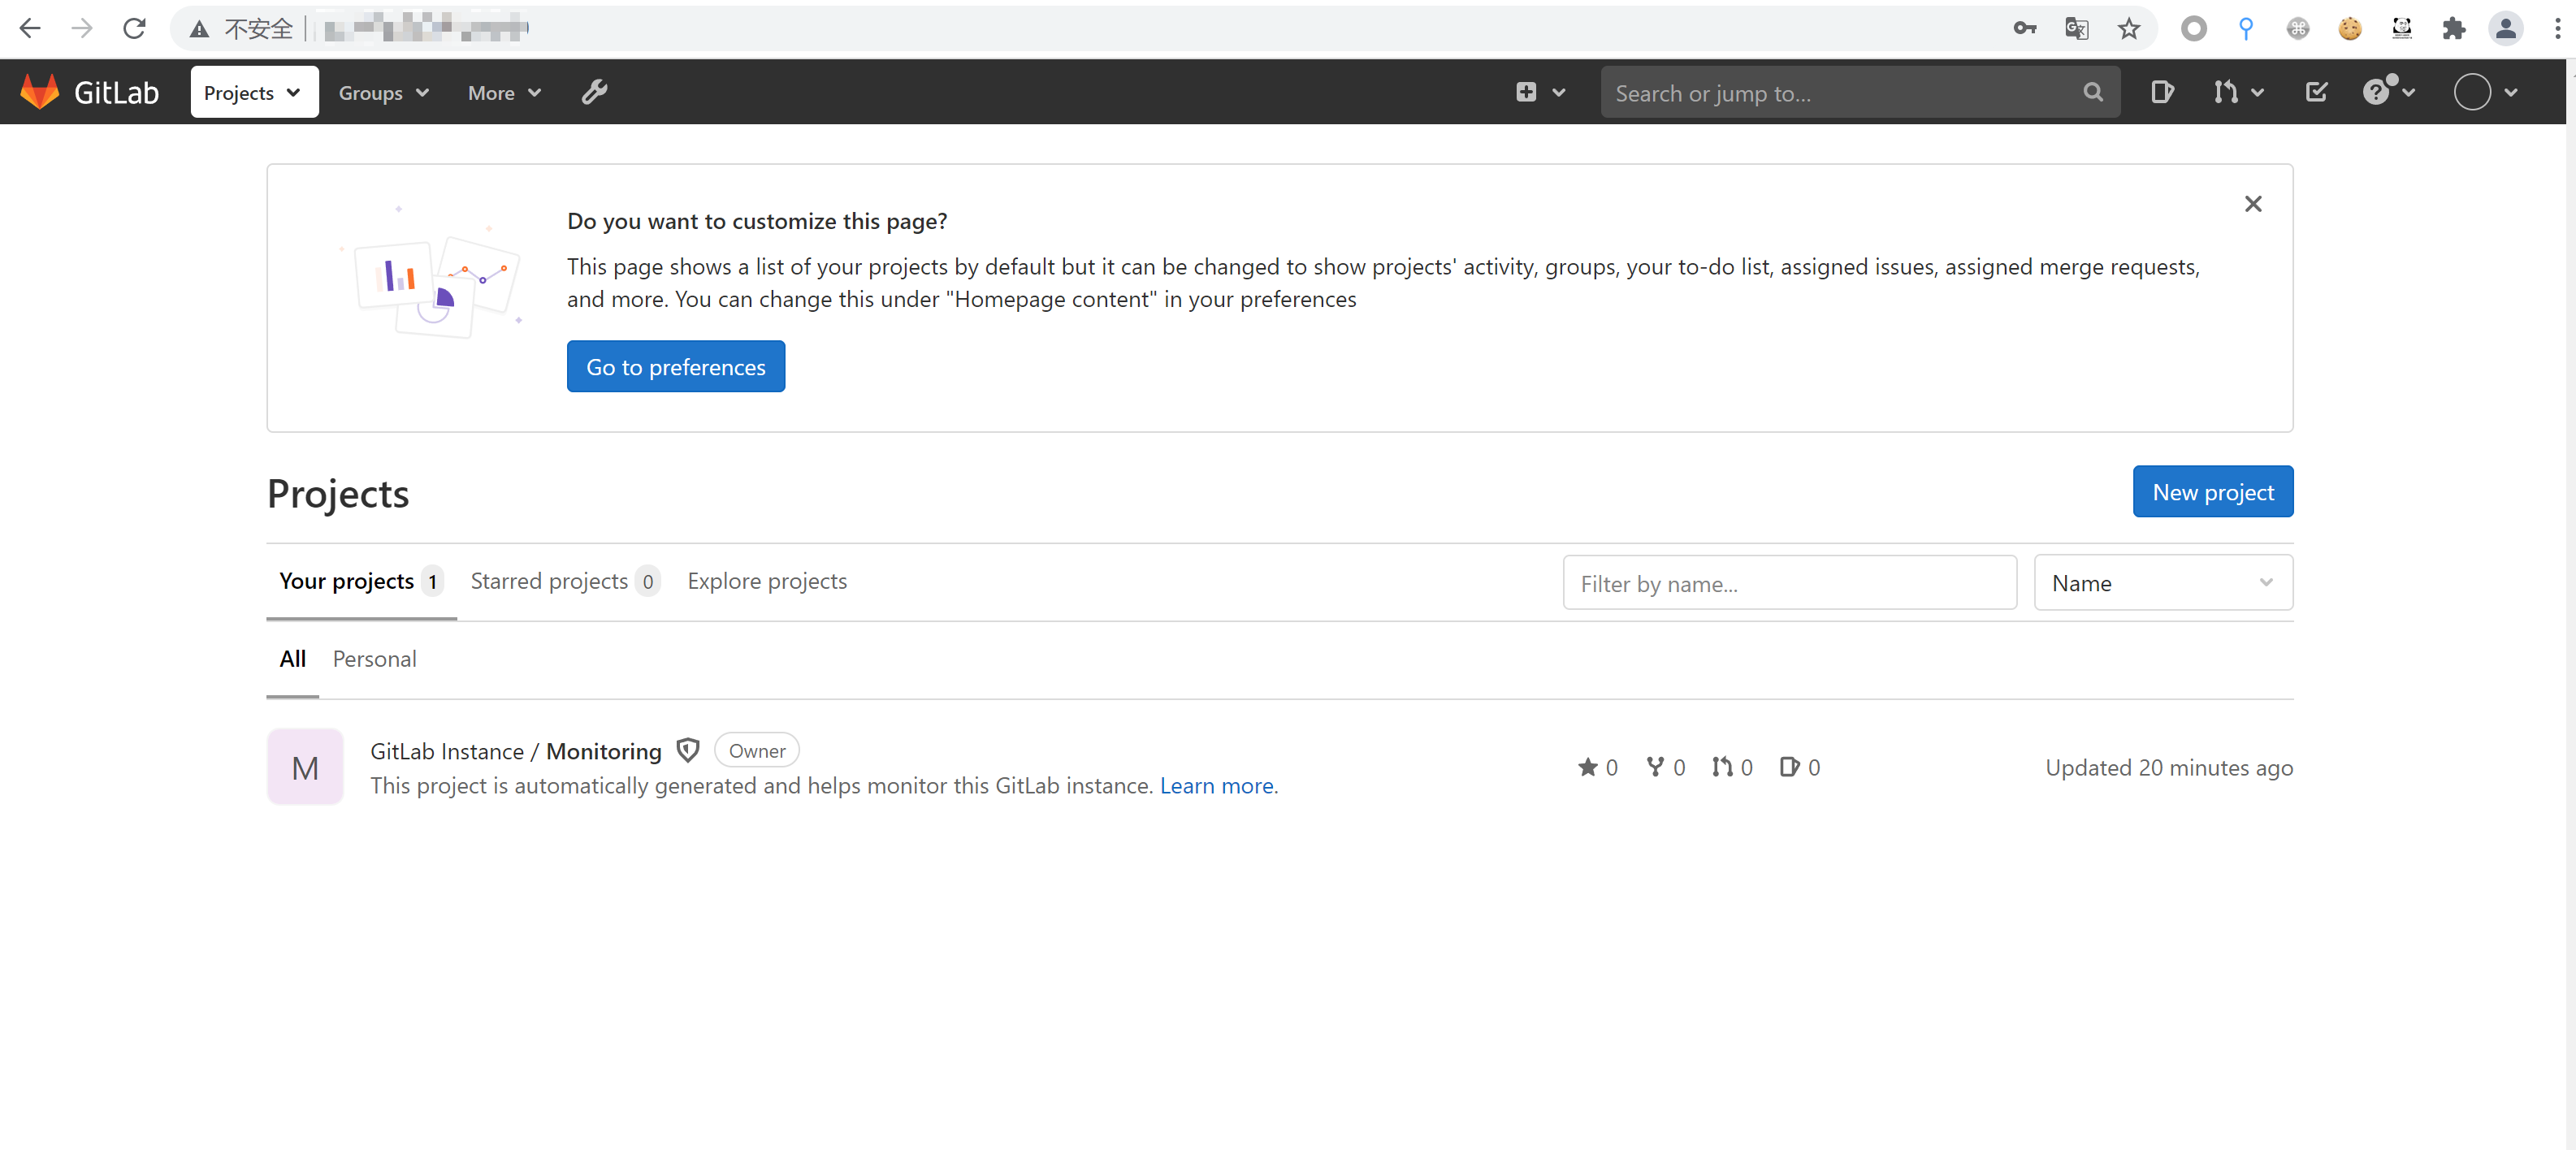 不安全
GitLab Projects Groups More Search or jump to...
Do you want to customize this page?
This page shows a list of your projects by default but it can be changed to show projects' activity, groups, your to-do list, assigned issues, assigned merge requests,
and more. You can change this under "Homepage content" in your preferences
Go to preferences
Projects New project
Your projects 1 Starred projects 0 Explore projects Filter by name... Name
All Personal
M GitLab Instance / Monitoring Owner 0 0 0 0 Updated 20 minutes ago
This project is automatically generated and helps monitor this GitLab instance. Learn more.